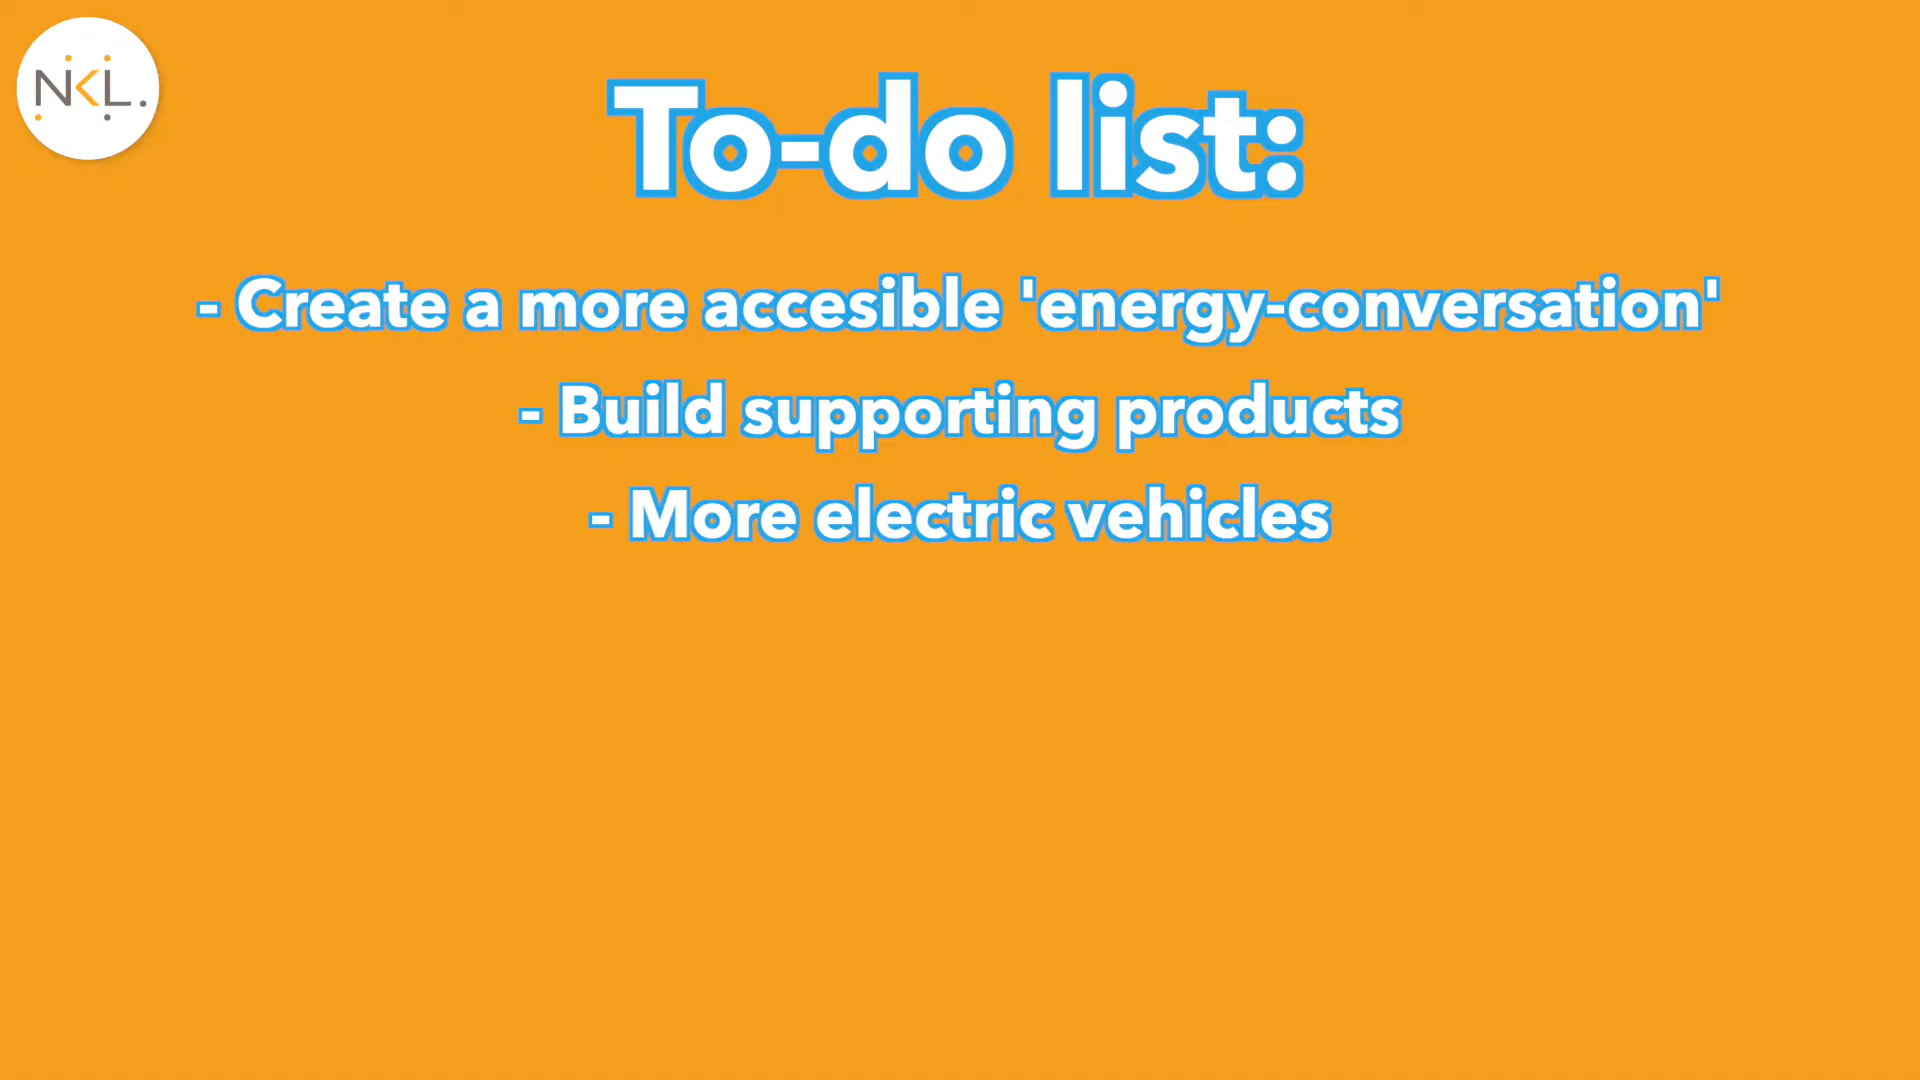 NKL.
To-do list:
- Create a more accesible 'energy-conversation'
- Build supporting products
- More electric vehicles